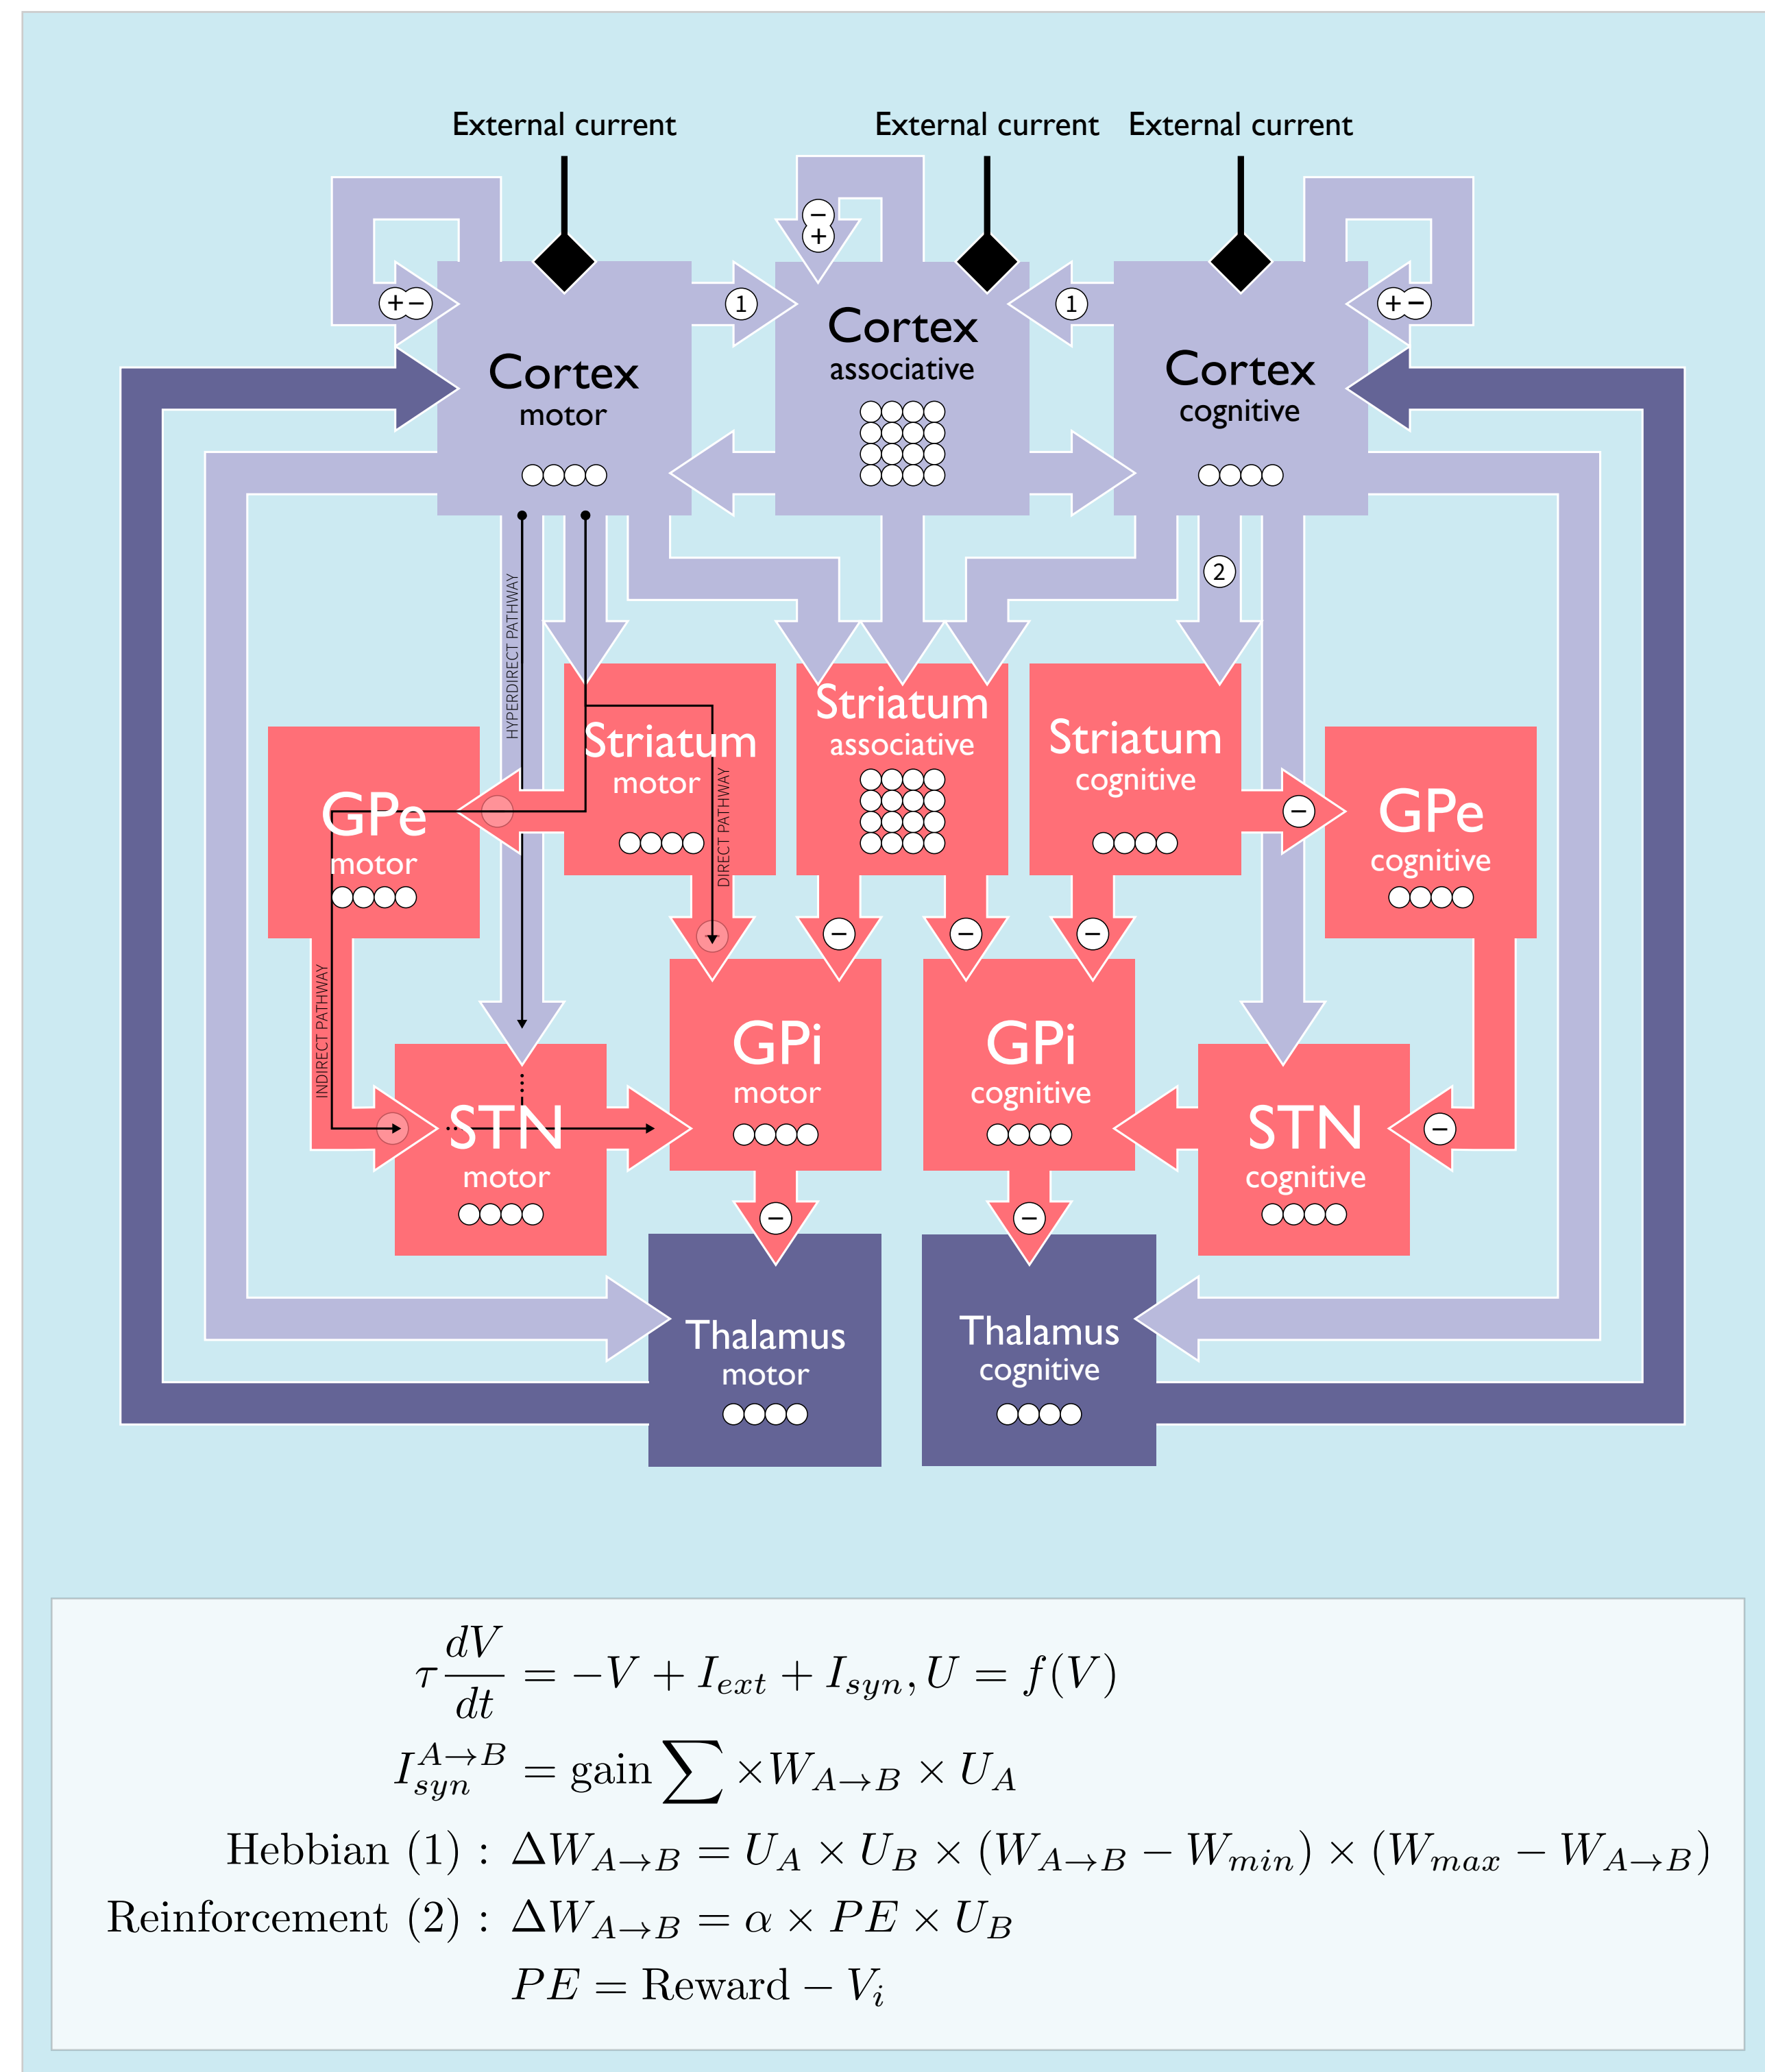 External current
External current
External current
−
+
+ −
1
1
+ −
Cortex
motor
Cortex
associative
Cortex
cognitive
2
HYPERDIRECT PATHWAY
Striatum
motor
Striatum
associative
Striatum
cognitive
DIRECT PATHWAY
GPe
motor
−
GPe
cognitive
−
−
−
−
INDIRECT PATHWAY
GPi
motor
GPi
cognitive
STN
motor
STN
cognitive
−
−
−
Thalamus
motor
Thalamus
cognitive
τ dV/dt = −V + I_ext + I_syn, U = f(V)
I_syn^{A→B} = gain ∑ ×W_{A→B} × U_A
Hebbian (1) : ΔW_{A→B} = U_A × U_B × (W_{A→B} − W_min) × (W_max − W_{A→B})
Reinforcement (2) : ΔW_{A→B} = α × PE × U_B
PE = Reward − V_i